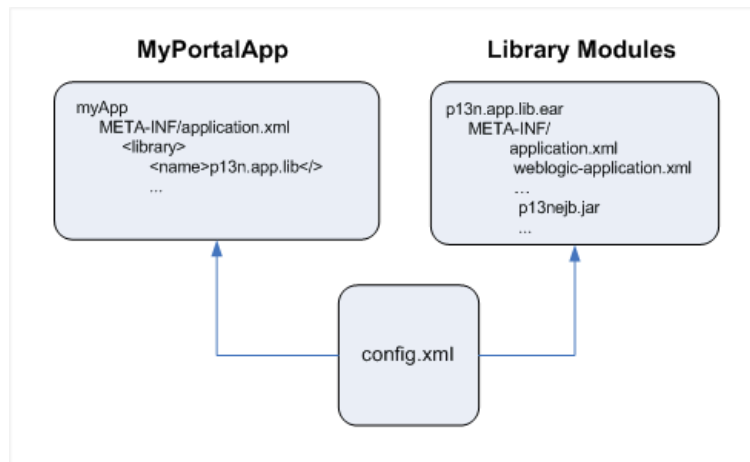 MyPortalApp
myApp
META-INF/application.xml
<library>
<name>p13n.app.lib</>
...
Library Modules
p13n.app.lib.ear
META-INF/
application.xml
weblogic-application.xml
...
p13nejb.jar
...
config.xml